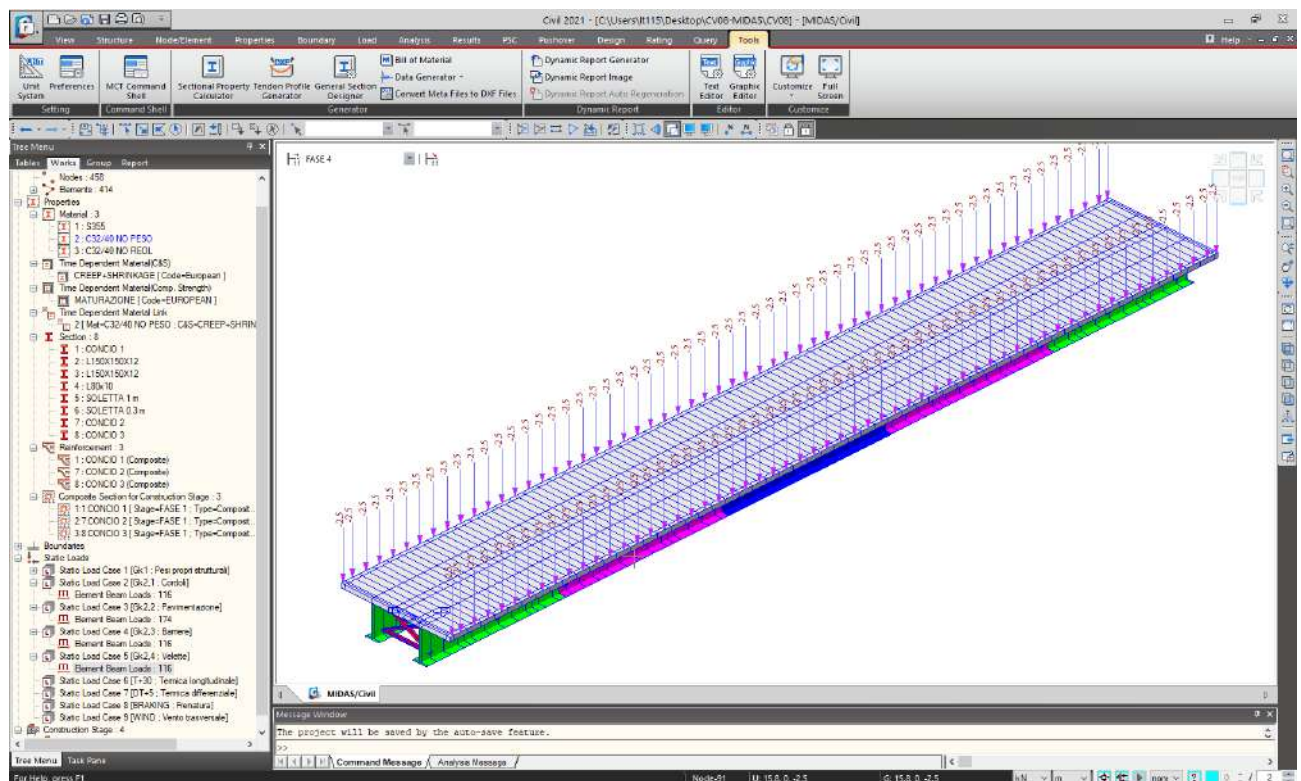 Civil 2021 - [C:\Users\lt115\Desktop\CV08-MIDAS\CV08] - [MIDAS/Civil]
View Structure Node/Element Properties Boundary Load Analysis Results PSC Pushover Design Rating Query Tools Help
Unit System
Preferences
MCT Command Shell
Sectional Property Calculator
Tendon Profile Generator
General Section Designer
Bill of Material
Data Generator
Convert Meta Files to DXF Files
Dynamic Report Generator
Dynamic Report Image
Dynamic Report Auto Regeneration
Text Editor
Graphic Editor
Customize
Full Screen
Setting Command Shell Generator Dynamic Report Editor Customize
Tree Menu
Tables Works Group Report
FASE 4
Nodes : 458
Elements : 414
Properties
Material : 3
1 : S355
2 : C32/40 NO PESO
3 : C32/40 NO REOL
Time Dependent Material(C&S)
CREEP+SHRINKAGE [ Code=European ]
Time Dependent Material(Comp. Strength)
MATURAZIONE [ Code=EUROPEAN ]
Time Dependent Material Link
2 [ Mat=C32/40 NO PESO : C&S=CREEP+SHRIN
Section : 8
1 : CONCIO 1
2 : L150X150X12
3 : L150X150X12
4 : L80x10
5 : SOLETTA 1 m
6 : SOLETTA 0.3 m
7 : CONCIO 2
8 : CONCIO 3
Reinforcement : 3
1 : CONCIO 1 (Composite)
7 : CONCIO 2 (Composite)
8 : CONCIO 3 (Composite)
Composite Section for Construction Stage : 3
1:1 CONCIO 1 [ Stage=FASE 1 ; Type=Composit...
2:7 CONCIO 2 [ Stage=FASE 1 ; Type=Composit...
3:8 CONCIO 3 [ Stage=FASE 1 ; Type=Composit...
Boundaries
Static Loads
Static Load Case 1 [Gk1 ; Pesi propri strutturali]
Static Load Case 2 [Gk2,1 ; Cordoli]
Element Beam Loads : 116
Static Load Case 3 [Gk2,2 ; Pavimentazione]
Element Beam Loads : 174
Static Load Case 4 [Gk2,3 ; Barriere]
Element Beam Loads : 116
Static Load Case 5 [Gk2,4 ; Velette]
Element Beam Loads : 116
Static Load Case 6 [T+30 ; Termica longitudinale]
Static Load Case 7 [DT+5 ; Termica differenziale]
Static Load Case 8 [BRAKING ; Frenatura]
Static Load Case 9 [WIND ; Vento trasversale]
Construction Stage : 4
Tree Menu Task Pane
-2.5
MIDAS/Civil
Message Window
The project will be saved by the auto-save feature.
>>
Command Message Analysis Message
For Help, press F1
Node-91
U: 15.8, 0, -2.5
G: 15.8, 0, -2.5
kN
m